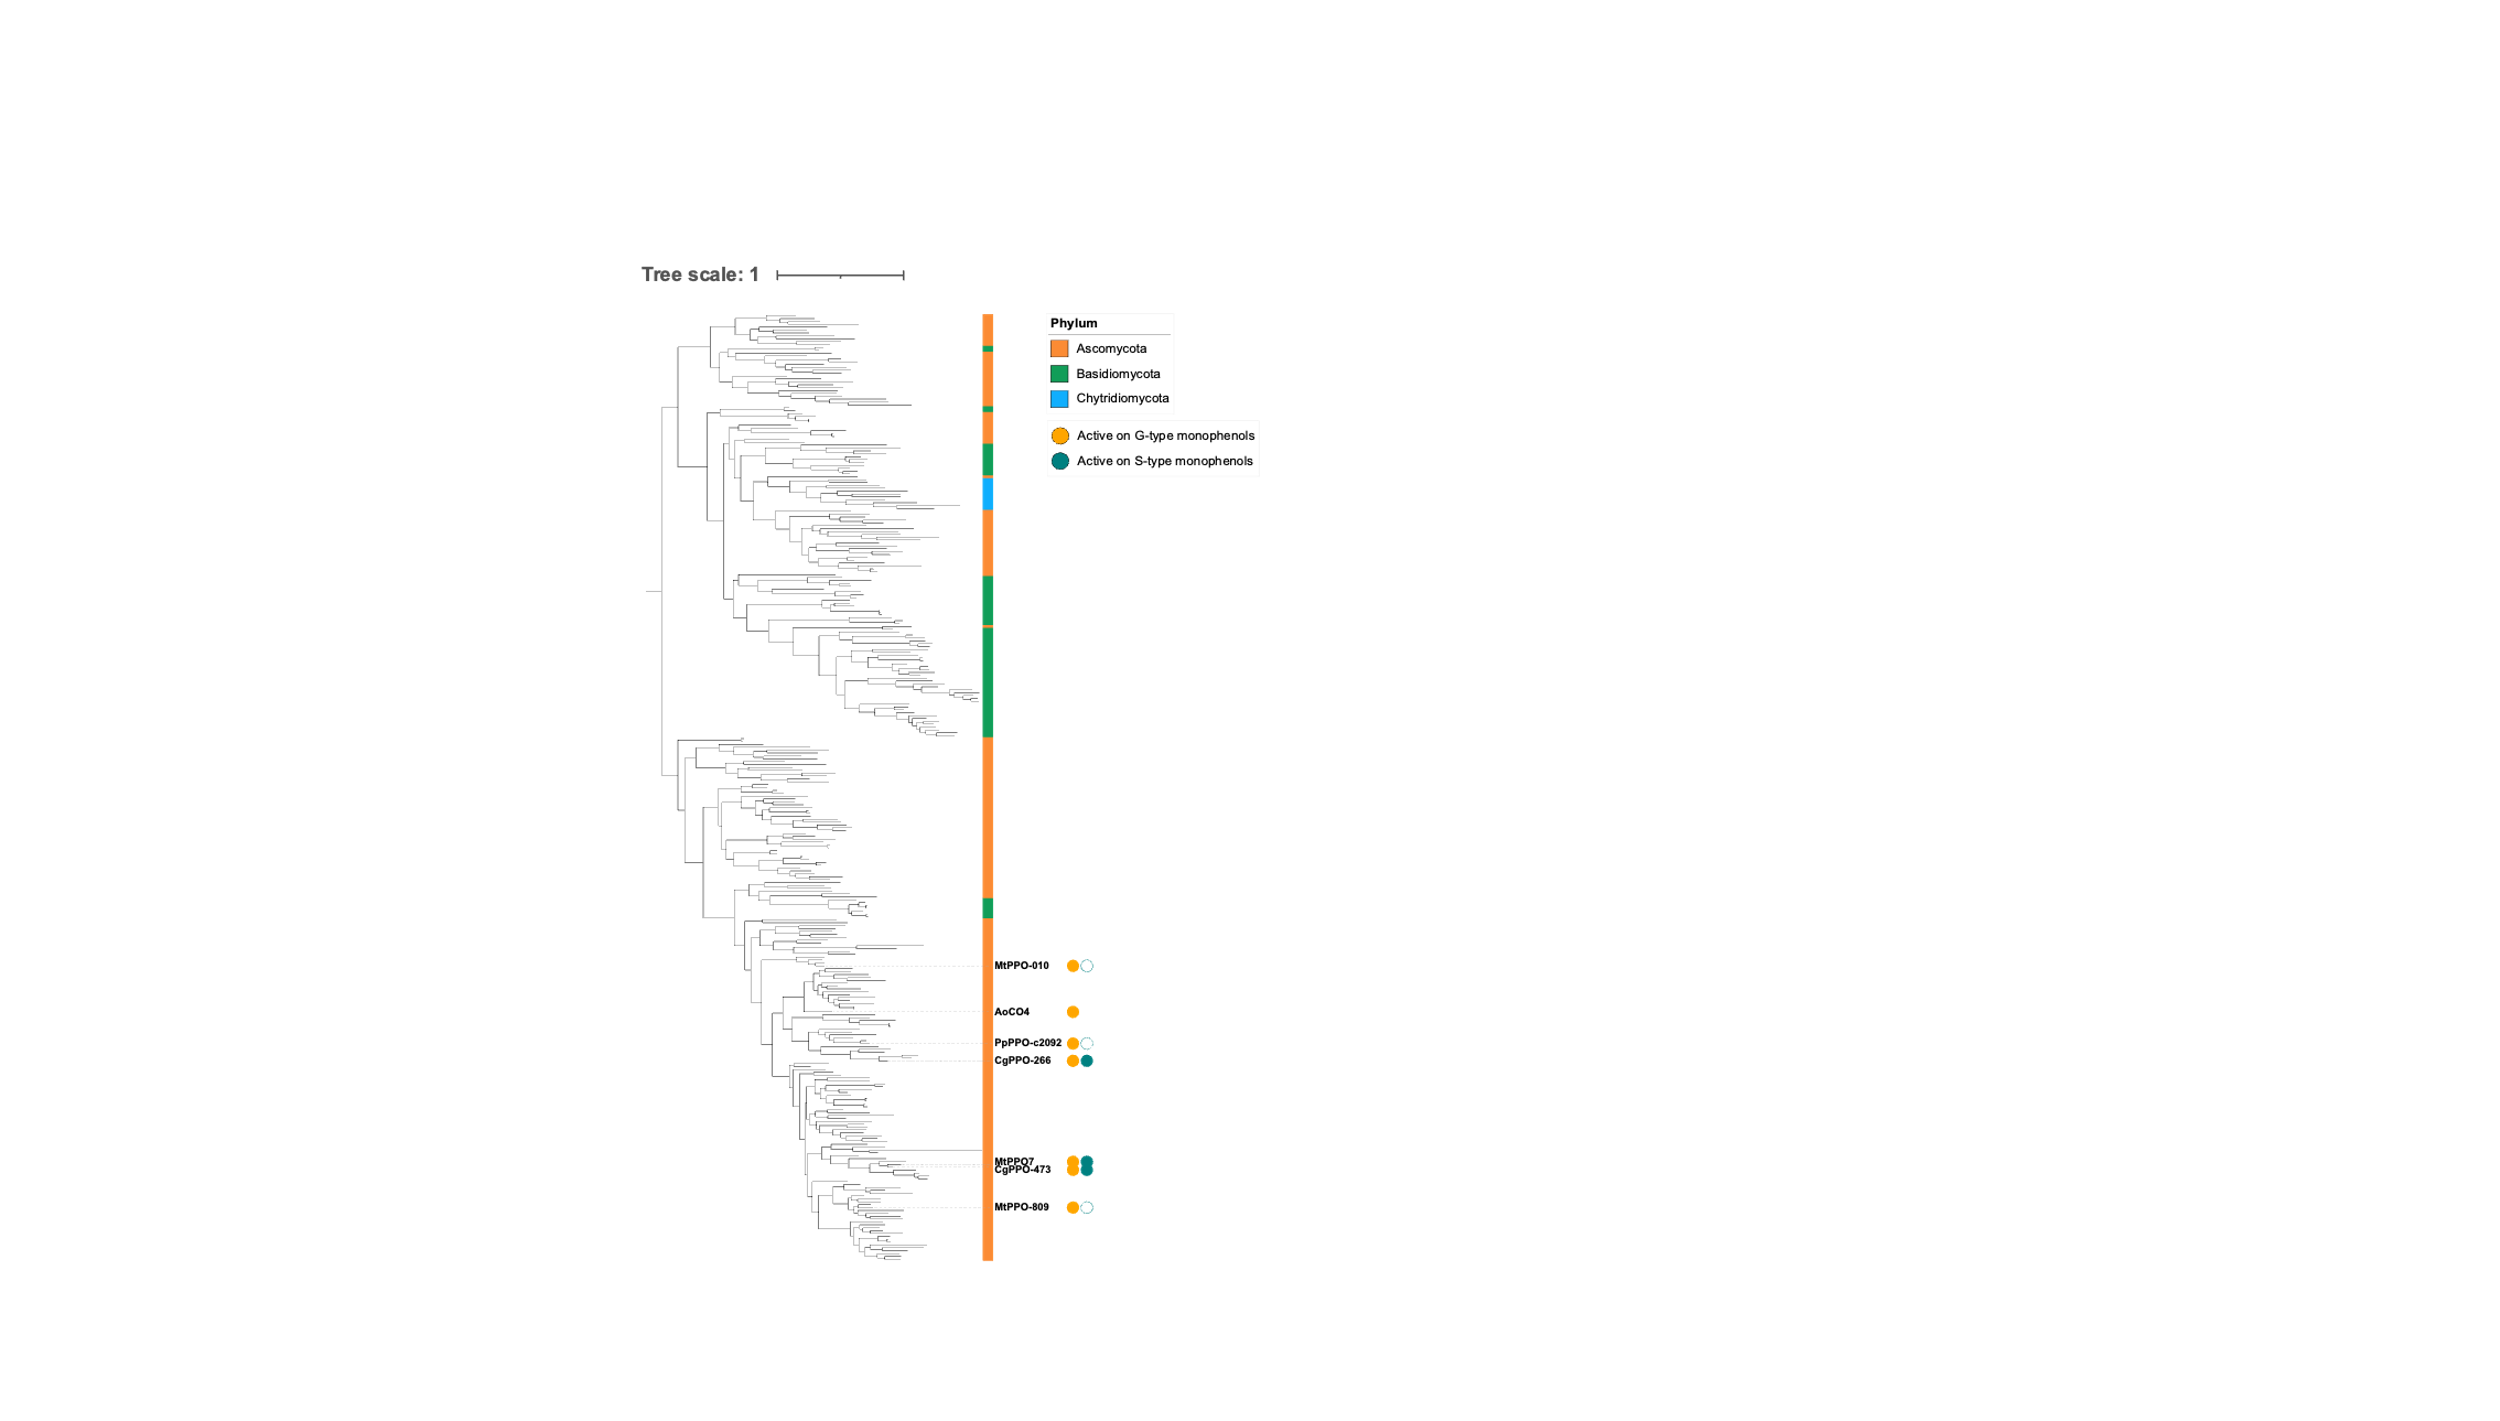 Tree scale: 1
Phylum
Ascomycota
Basidiomycota
Chytridiomycota
Active on G-type monophenols
Active on S-type monophenols
MtPPO-010
AoCO4
PpPPO-c2092
CgPPO-266
MtPPO7
CgPPO-473
MtPPO-809